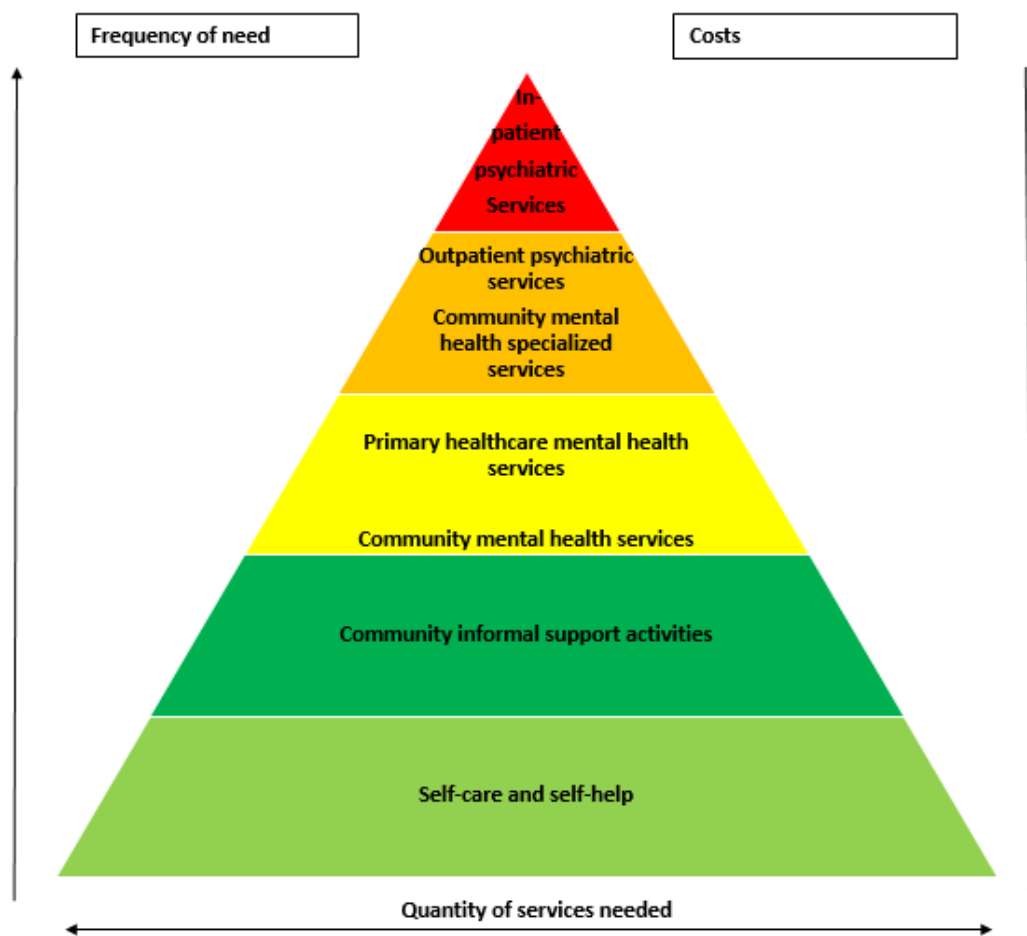 Frequency of need
Costs
In-
patient
psychiatric
Services
Outpatient psychiatric
services
Community mental
health specialized
services
Primary healthcare mental health
services
Community mental health services
Community informal support activities
Self-care and self-help
Quantity of services needed